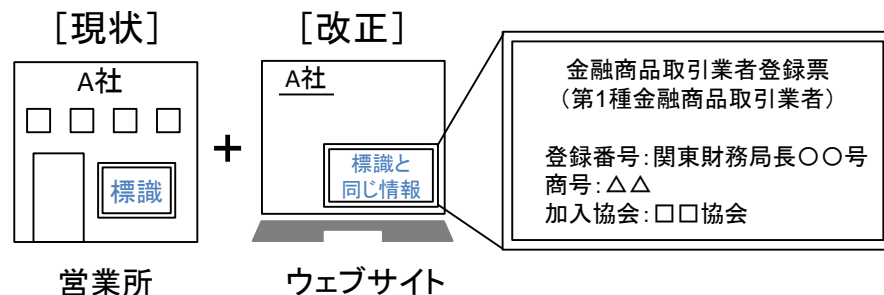 ［現状］
A社
標識
営業所
+
［改正］
A社
標識と
同じ情報
ウェブサイト
金融商品取引業者登録票
（第1種金融商品取引業者）
登録番号：関東財務局長〇〇号
商号：△△
加入協会：□□協会